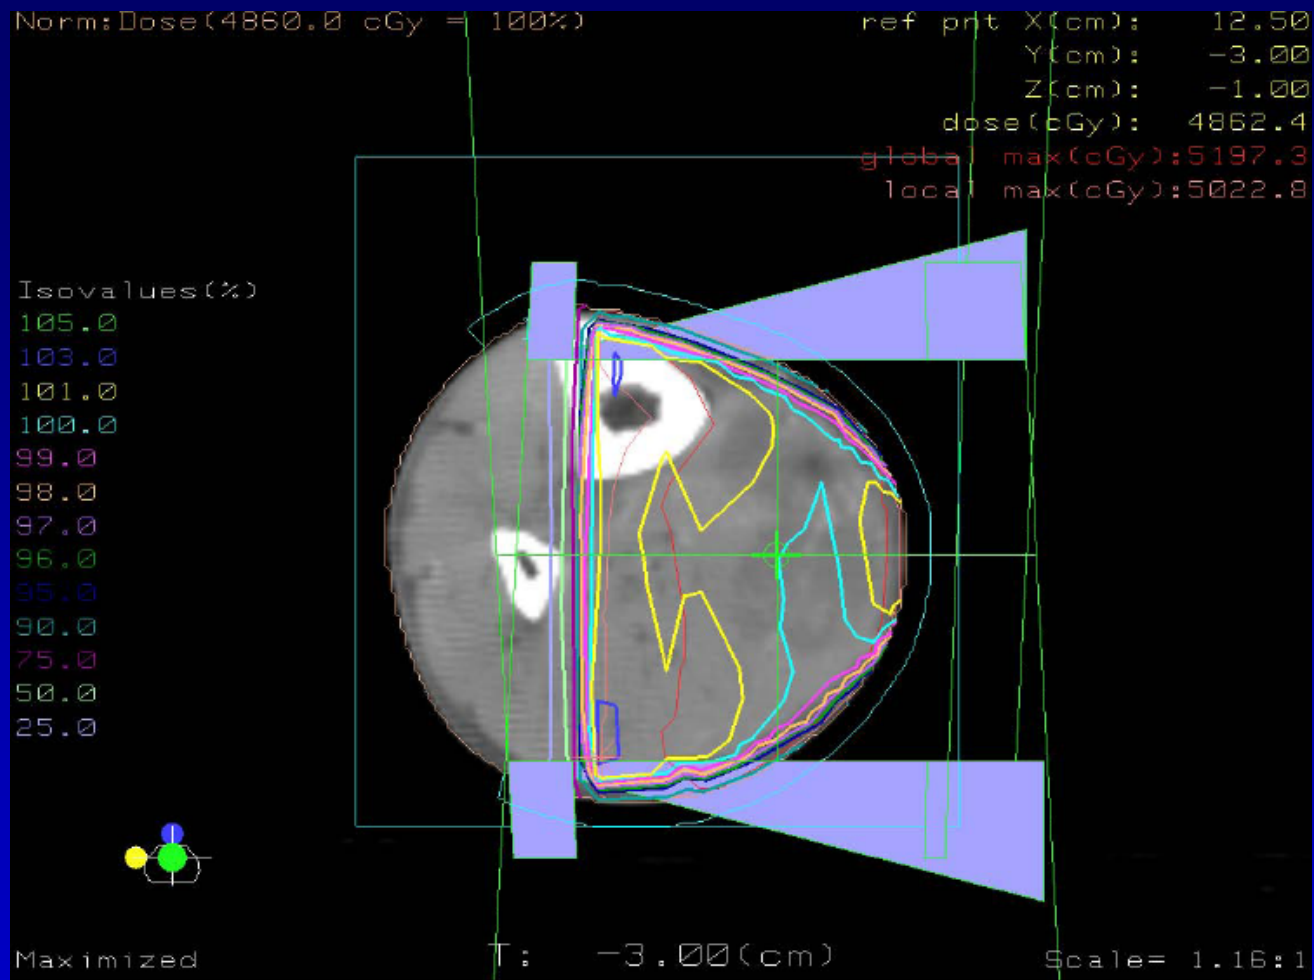 Norm:Dose(4860.0 cGy = 100%)
ref pnt X(cm): 12.50
Y(cm): -3.00
Z(cm): -1.00
dose(cGy): 4862.4
global max(cGy):5197.3
local max(cGy):5022.8
Isovalues(%)
105.0
103.0
101.0
100.0
99.0
98.0
97.0
96.0
95.0
90.0
75.0
50.0
25.0
Maximized
T: -3.00(cm)
Scale= 1.16:1